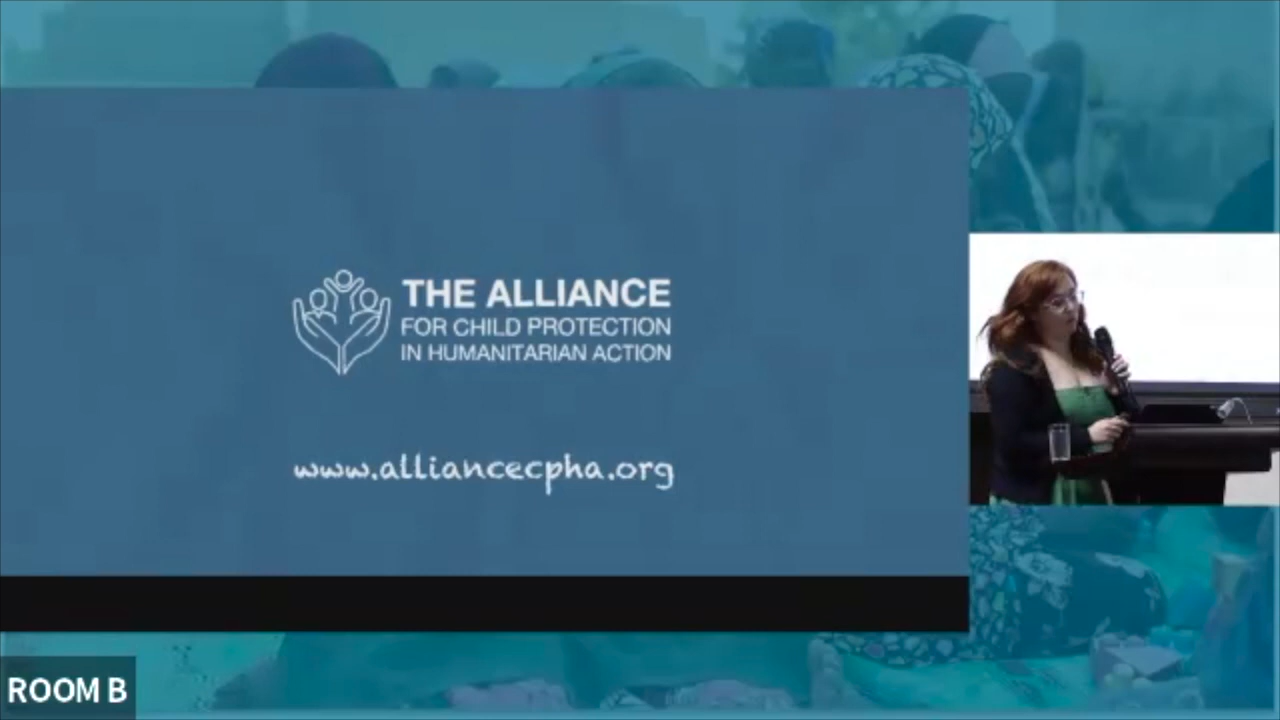 THE ALLIANCE
FOR CHILD PROTECTION
IN HUMANITARIAN ACTION
www.alliancecpha.org
ROOM B